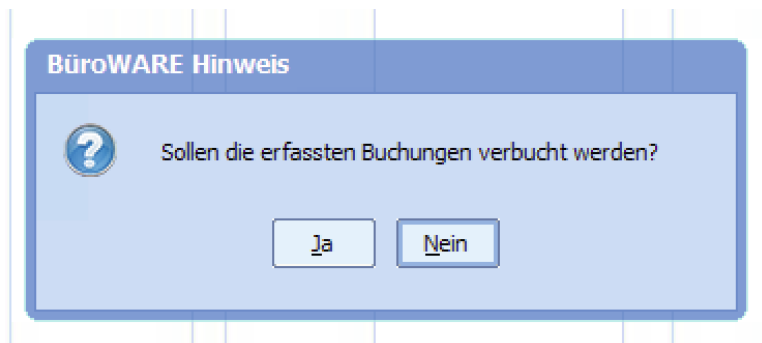 BüroWARE Hinweis
Sollen die erfassten Buchungen verbucht werden?
Ja
Nein